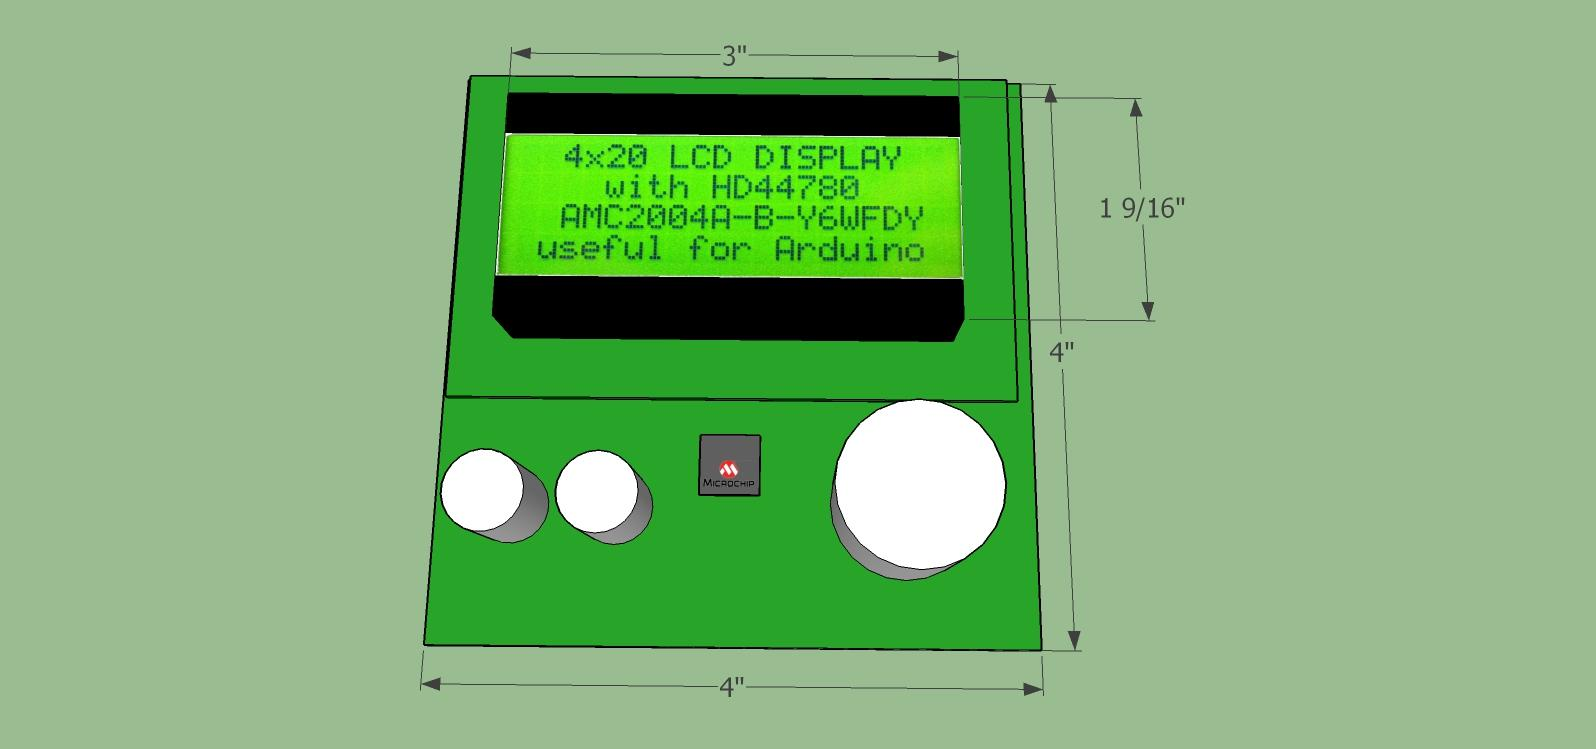 3"
4x20 LCD DISPLAY
with HD44780
AMC2004A-B-Y6WFDY
useful for Arduino
1 9/16"
4"
MICROCHIP
4"